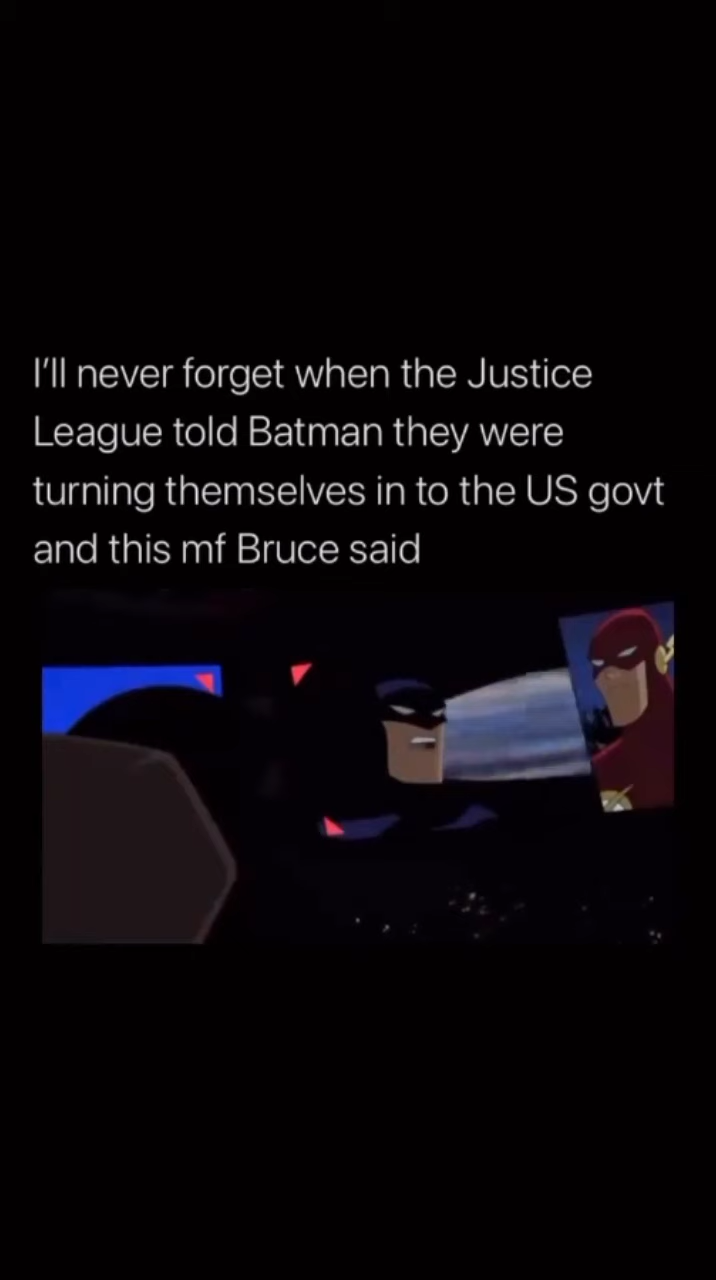 I'll never forget when the Justice
League told Batman they were
turning themselves in to the US govt
and this mf Bruce said